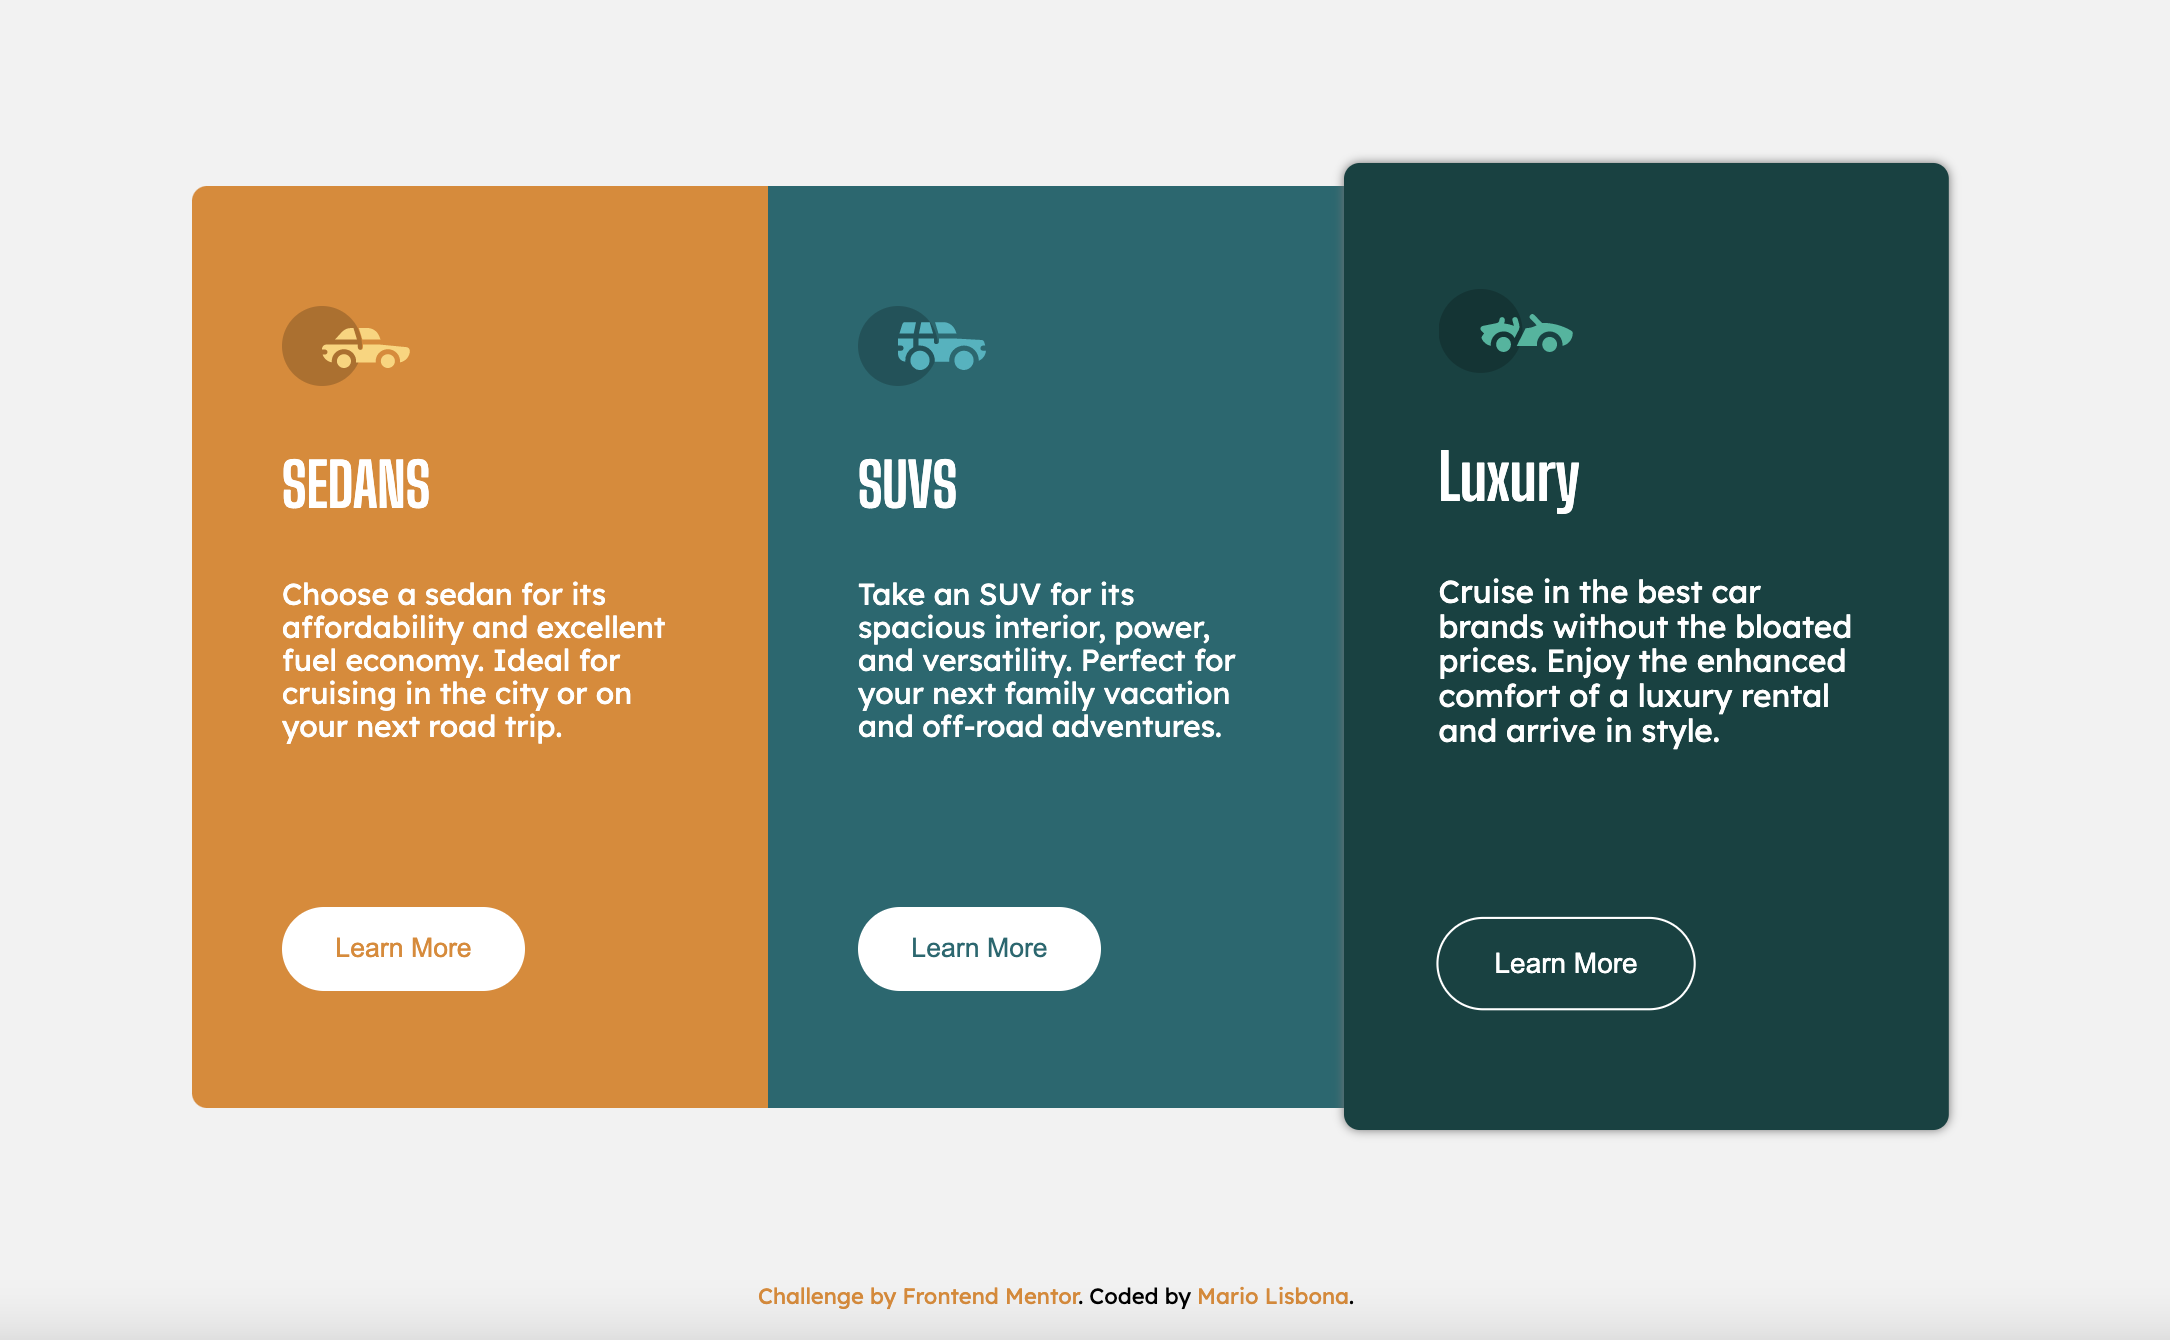 SEDANS
Choose a sedan for its
affordability and excellent
fuel economy. Ideal for
cruising in the city or on
your next road trip.
Learn More
SUVS
Take an SUV for its
spacious interior, power,
and versatility. Perfect for
your next family vacation
and off-road adventures.
Learn More
Luxury
Cruise in the best car
brands without the bloated
prices. Enjoy the enhanced
comfort of a luxury rental
and arrive in style.
Learn More
Challenge by Frontend Mentor. Coded by Mario Lisbona.